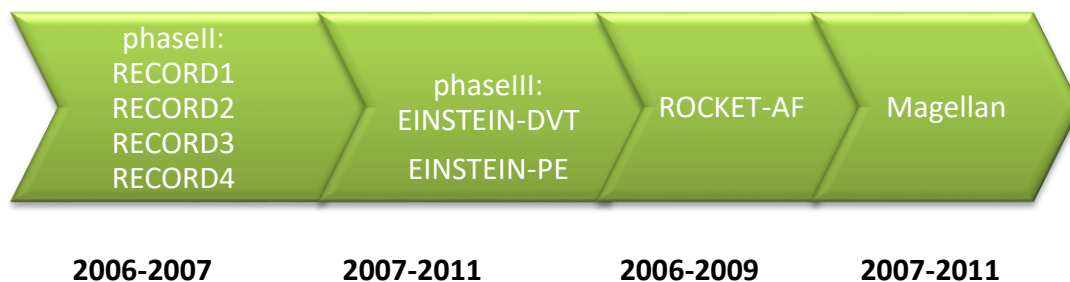 phaseII:
RECORD1
RECORD2
RECORD3
RECORD4
phaseIII:
EINSTEIN-DVT
EINSTEIN-PE
ROCKET-AF
Magellan
2006-2007
2007-2011
2006-2009
2007-2011